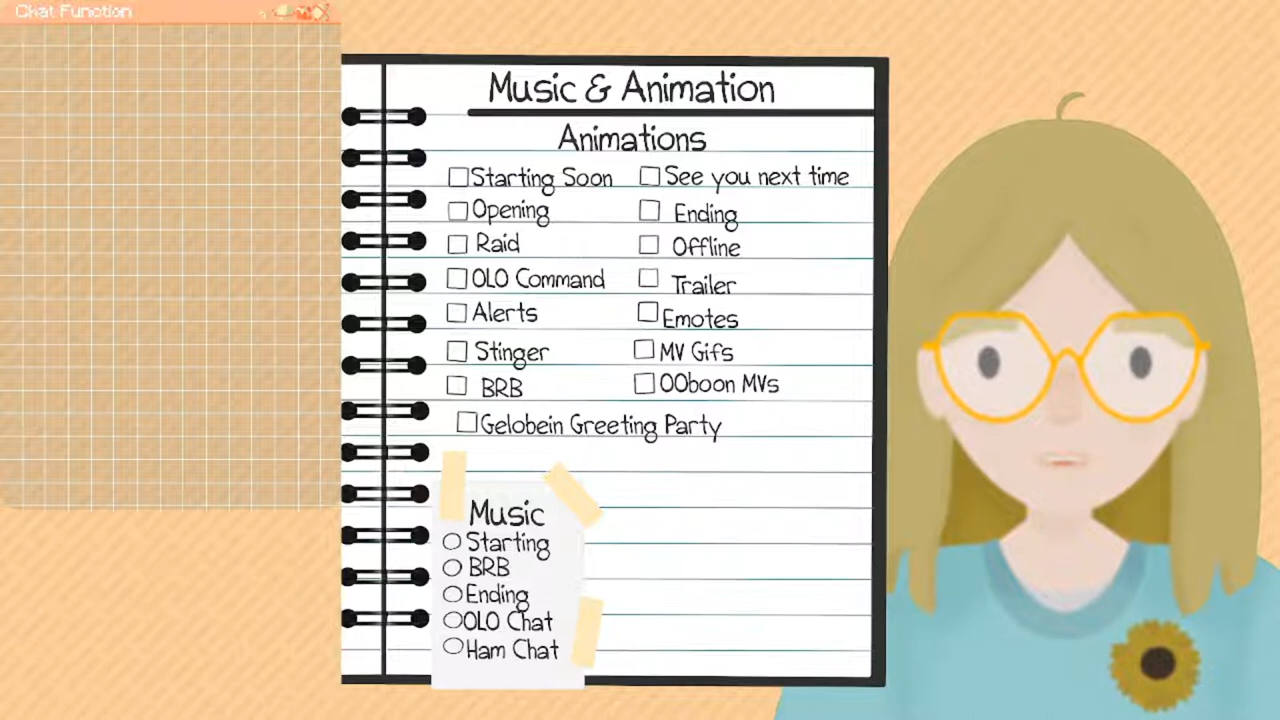 Chat Function
Music & Animation
Animations
Starting Soon
See you next time
Opening
Ending
Raid
Offline
OLO Command
Trailer
Alerts
Emotes
Stinger
MV Gifs
BRB
OOboon MVs
Gelobein Greeting Party
Music
Starting
BRB
Ending
OLO Chat
Ham Chat